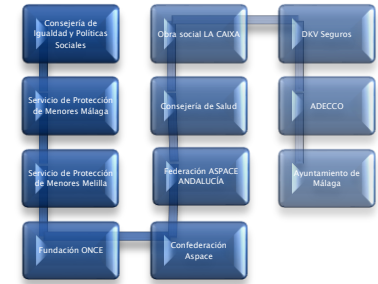 Consejería de
Igualdad y Políticas
Sociales
Servicio de Protección
de Menores Málaga
Servicio de Protección
de Menores Melilla
Fundación ONCE
Confederación
Aspace
Federación ASPACE
ANDALUCÍA
Consejería de Salud
Obra social LA CAIXA
DKV Seguros
ADECCO
Ayuntamiento de
Málaga